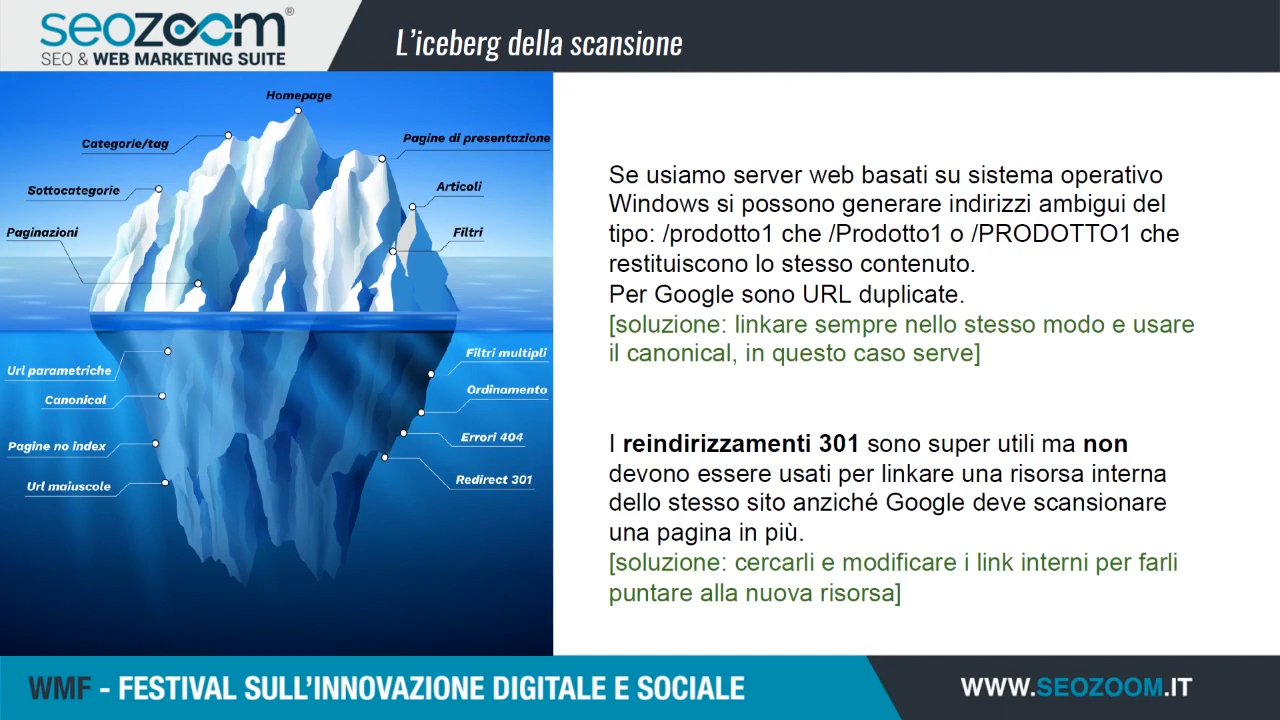 seozoom®
SEO & WEB MARKETING SUITE
L'iceberg della scansione
Homepage
Categorie/tag
Pagine di presentazione
Sottocategorie
Articoli
Paginazioni
Filtri
Url parametriche
Filtri multipli
Canonical
Ordinamento
Pagine no index
Errori 404
Url maiuscole
Redirect 301
Se usiamo server web basati su sistema operativo
Windows si possono generare indirizzi ambigui del
tipo: /prodotto1 che /Prodotto1 o /PRODOTTO1 che
restituiscono lo stesso contenuto.
Per Google sono URL duplicate.
[soluzione: linkare sempre nello stesso modo e usare
il canonical, in questo caso serve]
I reindirizzamenti 301 sono super utili ma non
devono essere usati per linkare una risorsa interna
dello stesso sito anziché Google deve scansionare
una pagina in più.
[soluzione: cercarli e modificare i link interni per farli
puntare alla nuova risorsa]
WMF - FESTIVAL SULL'INNOVAZIONE DIGITALE E SOCIALE
WWW.SEOZOOM.IT